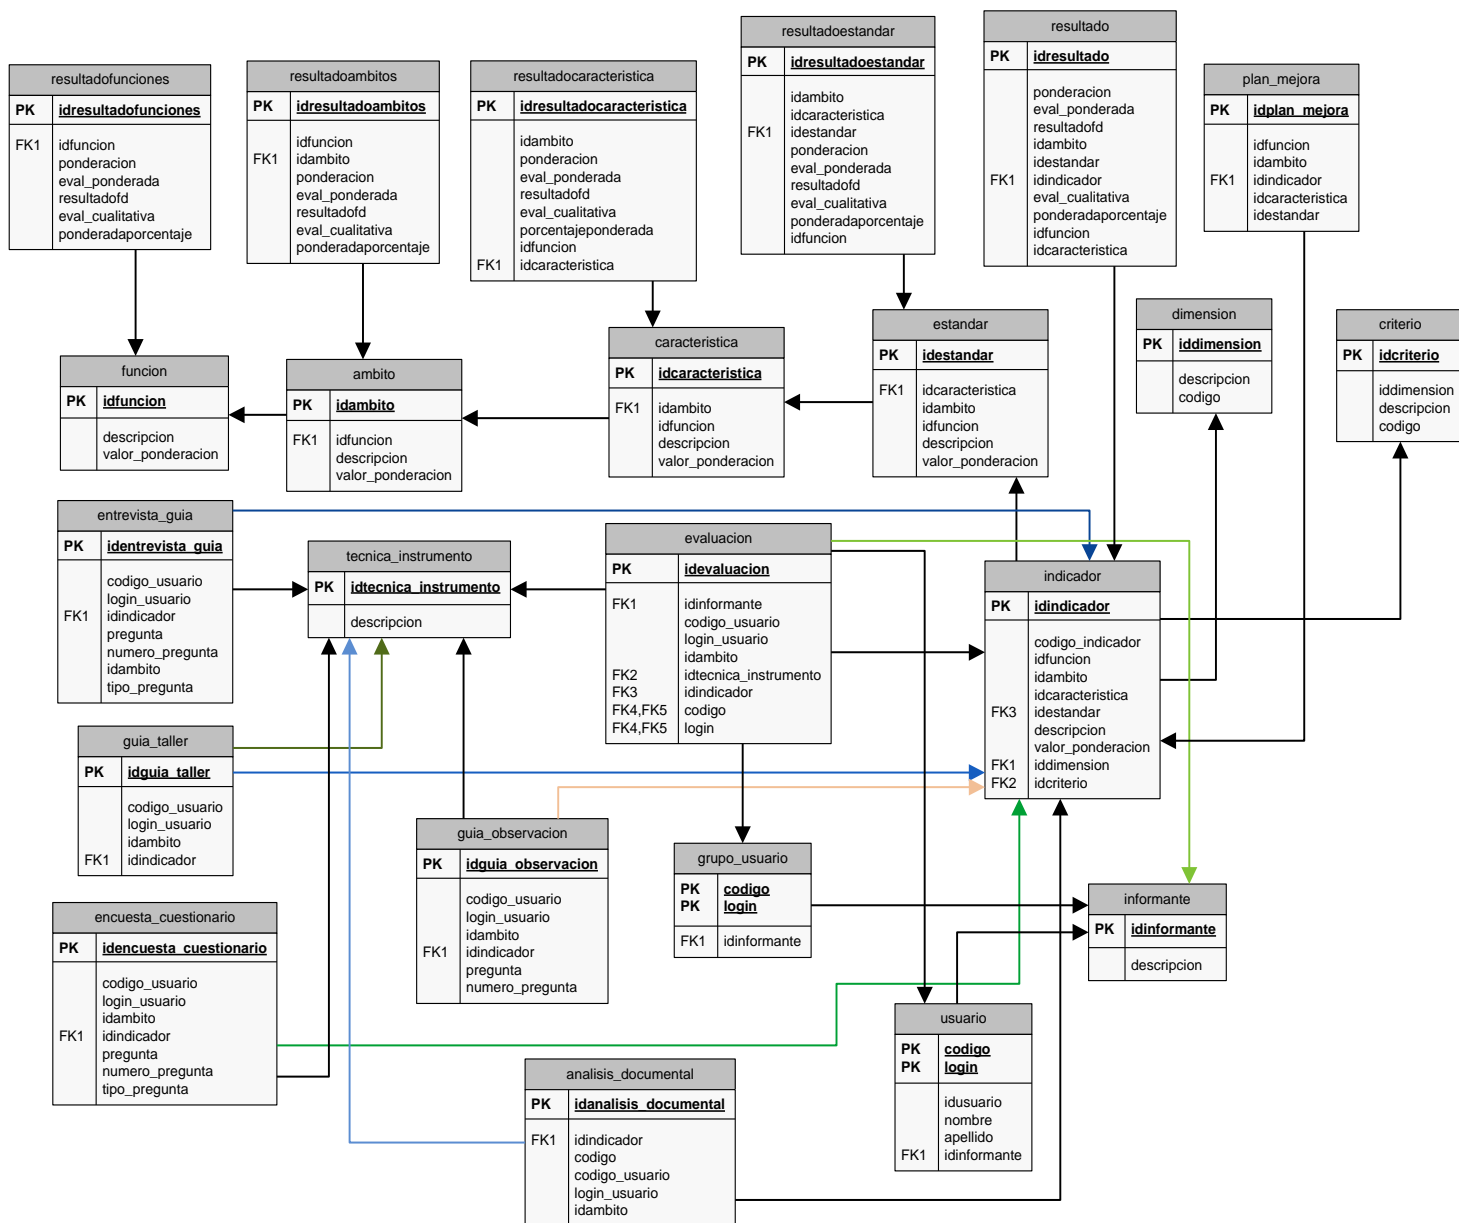 resultadofunciones
PK idresultadofunciones
FK1 idfuncion
ponderacion
eval_ponderada
resultadofd
eval_cualitativa
ponderadaporcentaje
resultadoambitos
PK idresultadoambitos
idfuncion
FK1 idambito
ponderacion
eval_ponderada
resultadofd
eval_cualitativa
ponderadaporcentaje
resultadocaracteristica
PK idresultadocaracteristica
idambito
ponderacion
eval_ponderada
resultadofd
eval_cualitativa
porcentajeponderada
idfuncion
FK1 idcaracteristica
resultadoestandar
PK idresultadoestandar
idambito
idcaracteristica
FK1 idestandar
ponderacion
eval_ponderada
resultadofd
eval_cualitativa
ponderadaporcentaje
idfuncion
resultado
PK idresultado
ponderacion
eval_ponderada
resultadofd
idambito
idestandar
FK1 idindicador
eval_cualitativa
ponderadaporcentaje
idfuncion
idcaracteristica
plan_mejora
PK idplan_mejora
idfuncion
idambito
FK1 idindicador
idcaracteristica
idestandar
funcion
PK idfuncion
descripcion
valor_ponderacion
ambito
PK idambito
FK1 idfuncion
descripcion
valor_ponderacion
caracteristica
PK idcaracteristica
FK1 idambito
idfuncion
descripcion
valor_ponderacion
estandar
PK idestandar
FK1 idcaracteristica
idambito
idfuncion
descripcion
valor_ponderacion
dimension
PK iddimension
descripcion
codigo
criterio
PK idcriterio
iddimension
descripcion
codigo
entrevista_guia
PK identrevista_guia
codigo_usuario
login_usuario
FK1 idindicador
pregunta
numero_pregunta
idambito
tipo_pregunta
tecnica_instrumento
PK idtecnica_instrumento
descripcion
evaluacion
PK idevaluacion
FK1 idinformante
codigo_usuario
login_usuario
idambito
FK2 idtecnica_instrumento
FK3 idindicador
FK4,FK5 codigo
FK4,FK5 login
indicador
PK idindicador
codigo_indicador
idfuncion
idambito
idcaracteristica
FK3 idestandar
descripcion
valor_ponderacion
FK1 iddimension
FK2 idcriterio
guia_taller
PK idguia_taller
codigo_usuario
login_usuario
idambito
FK1 idindicador
guia_observacion
PK idguia_observacion
codigo_usuario
login_usuario
idambito
FK1 idindicador
pregunta
numero_pregunta
grupo_usuario
PK codigo
PK login
FK1 idinformante
informante
PK idinformante
descripcion
encuesta_cuestionario
PK idencuesta_cuestionario
codigo_usuario
login_usuario
idambito
FK1 idindicador
pregunta
numero_pregunta
tipo_pregunta
usuario
PK codigo
PK login
idusuario
nombre
apellido
FK1 idinformante
analisis_documental
PK idanalisis_documental
FK1 idindicador
codigo
codigo_usuario
login_usuario
idambito